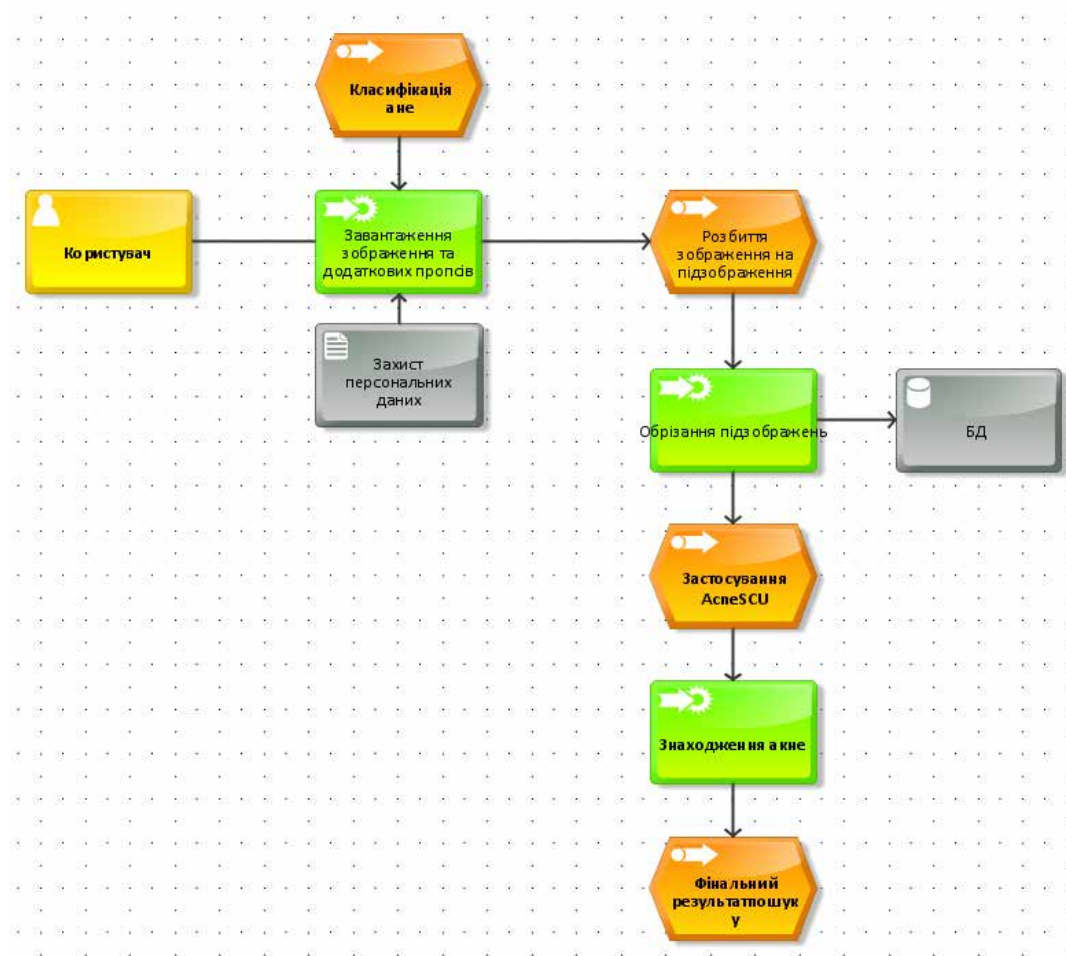 Класифікація
ане
Користувач
Завантаження
зображення та
додаткових пропсів
Розбиття
зображення на
підзображення
Захист
персональних
даних
Обрізання підзображень
БД
Застосування
AcneSCU
Знаходження акне
Фінальний
результатпошук
у